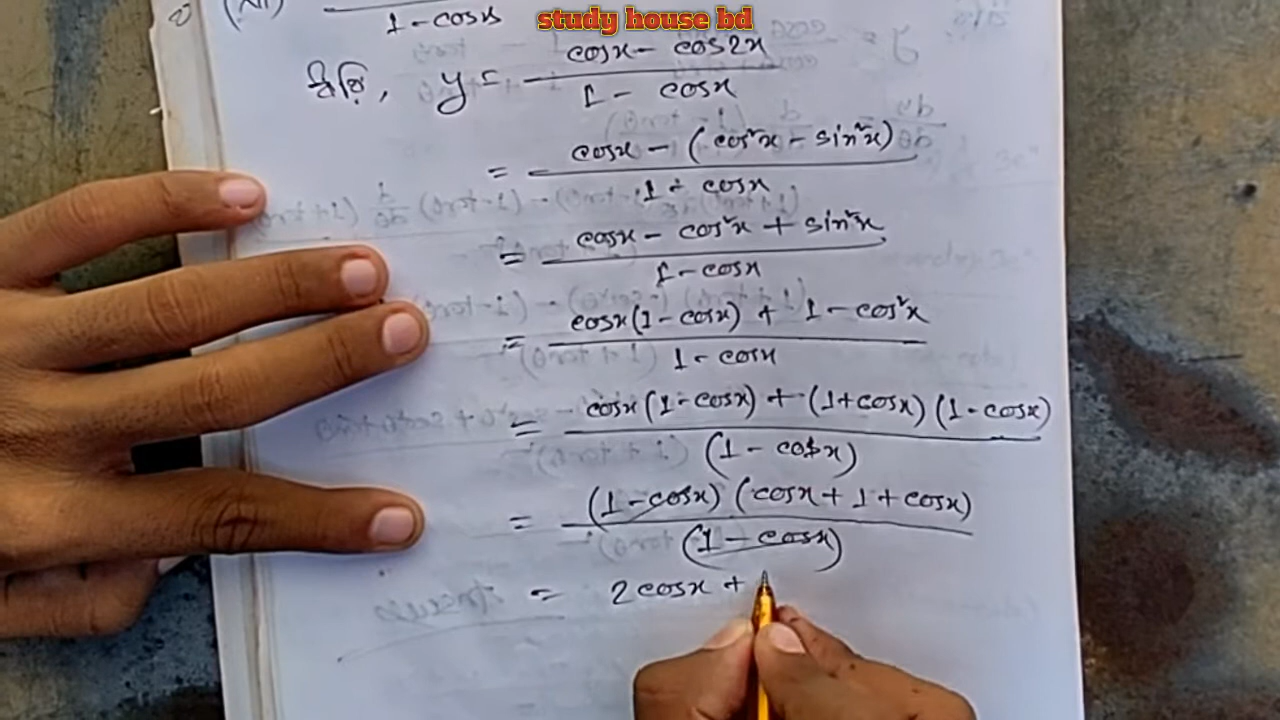 study house bd
1 - cosx
ধরি, y = (cosx - cos2x) / (1 - cosx)
= (cosx - (cos²x - sin²x)) / (1 - cosx)
= (cosx - cos²x + sin²x) / (1 - cosx)
= (cosx(1 - cosx) + 1 - cos²x) / (1 - cosx)
= (cosx(1 - cosx) + (1 + cosx)(1 - cosx)) / (1 - cosx)
= ((1 - cosx)(cosx + 1 + cosx)) / (1 - cosx)
= 2cosx +